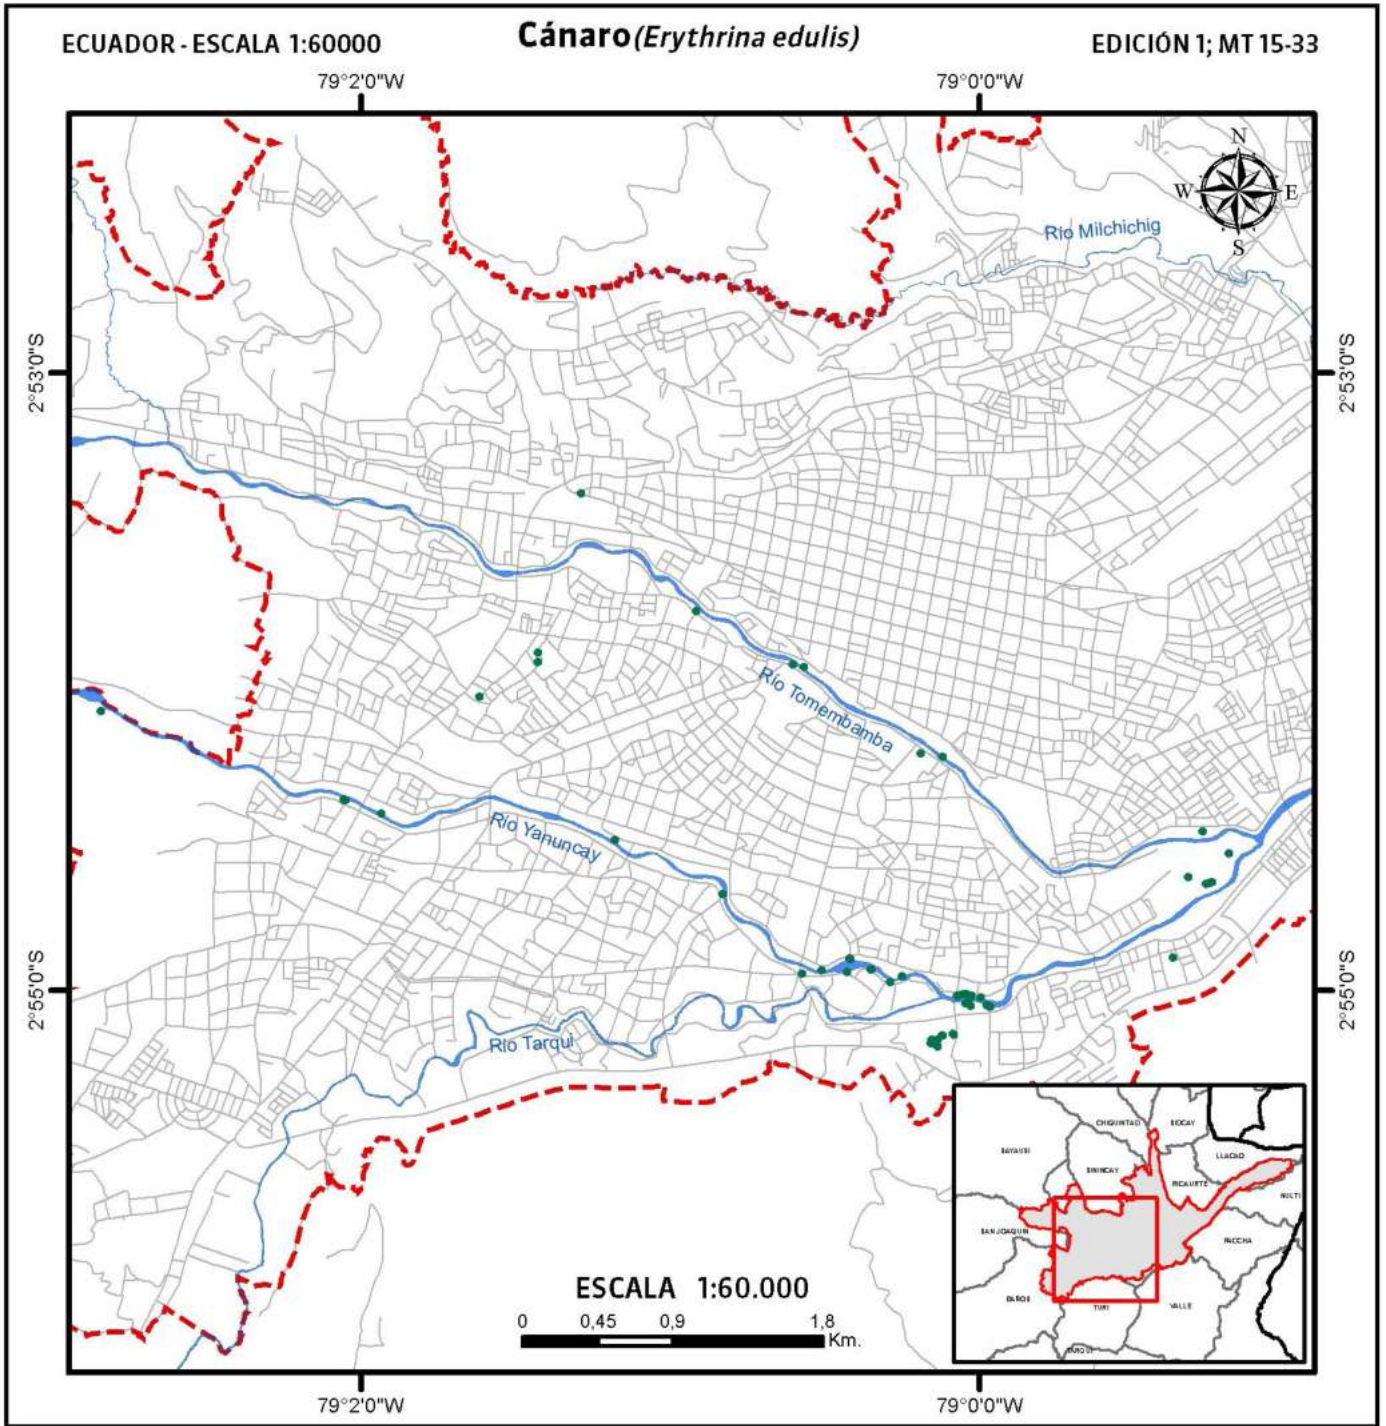 Cánaro (Erythrina edulis)
ECUADOR - ESCALA 1:60000
EDICIÓN 1; MT 15-33
79°2'0"W
79°0'0"W
N
W
E
S
Río Milchichig
2°53'0"S
2°53'0"S
Río Tomembamba
Río Yanuncay
2°55'0"S
2°55'0"S
Río Tarqui
CHIQUINTAD
SIDCAY
SAYAUSI
LLACAO
SININCAY
RICAURTE
NULTI
SAN JOAQUIN
PACCHA
BAÑOS
TURI
VALLE
TARQUI
ESCALA 1:60.000
0 0,45 0,9 1,8
Km.
79°2'0"W
79°0'0"W